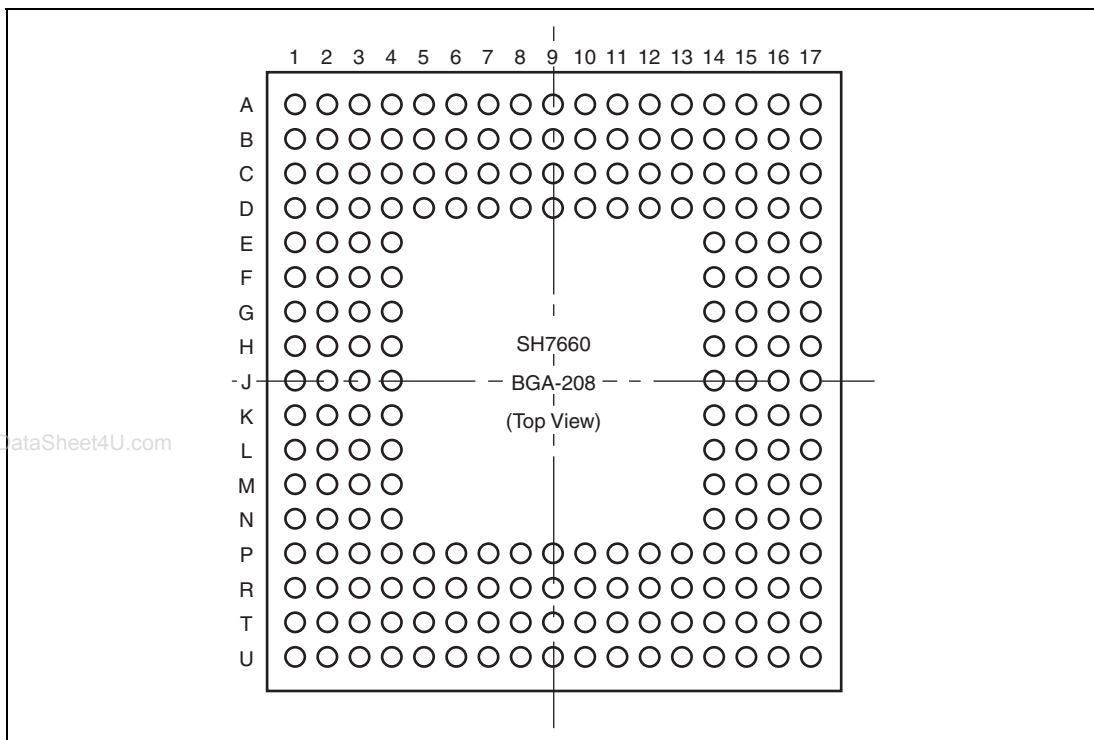 1 2 3 4 5 6 7 8 9 10 11 12 13 14 15 16 17
A
B
C
D
E
F
G
H
SH7660
J
BGA-208
K
(Top View)
L
DataSheet4U.com
M
N
P
R
T
U